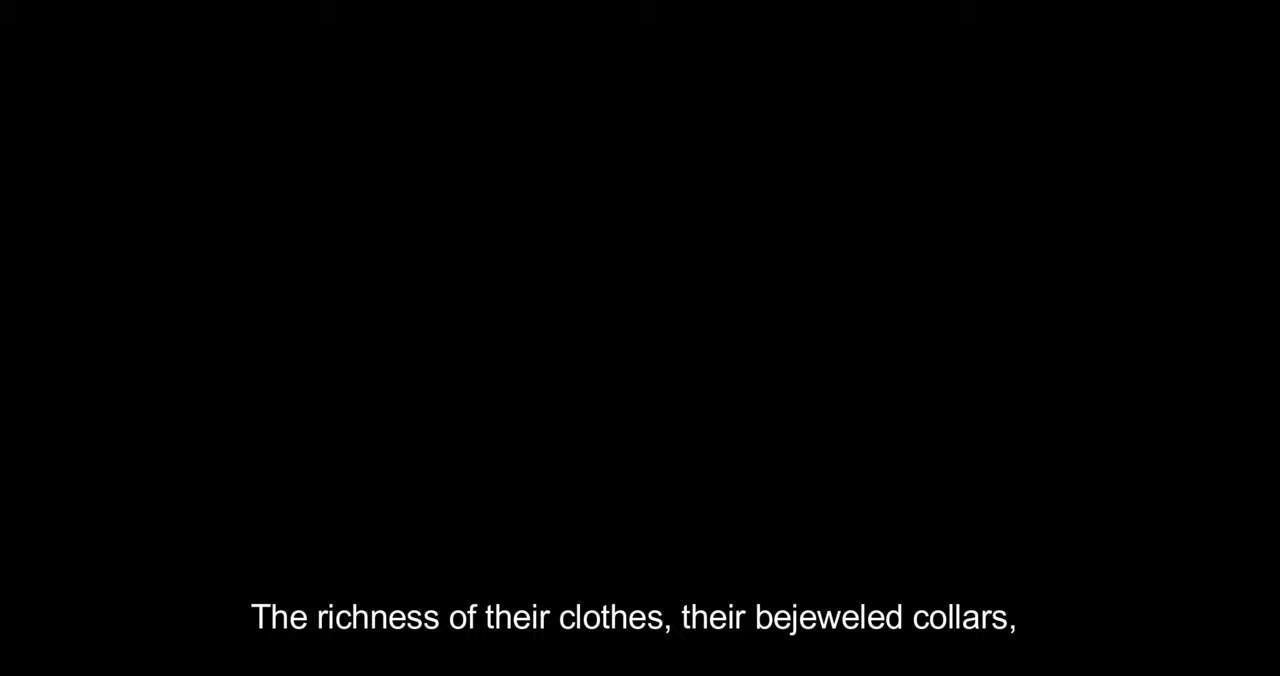 The richness of their clothes, their bejeweled collars,